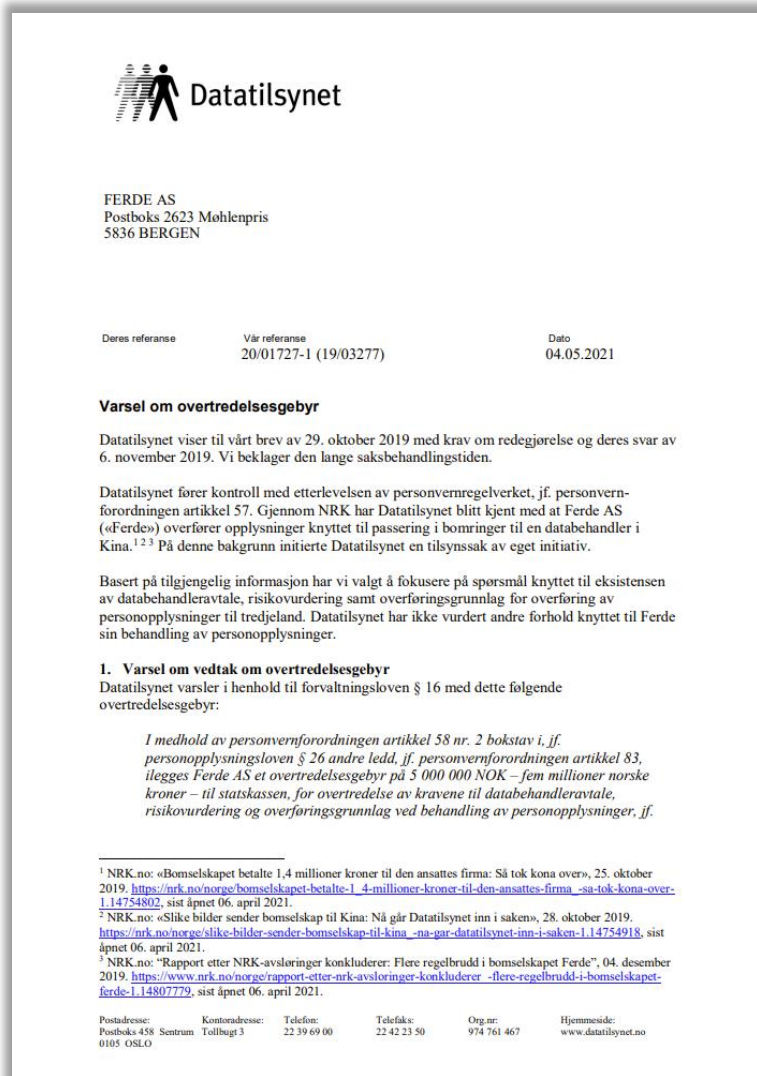 Datatilsynet
FERDE AS
Postboks 2623 Møhlenpris
5836 BERGEN
Deres referanse Vår referanse Dato
20/01727-1 (19/03277) 04.05.2021
Varsel om overtredelsesgebyr
Datatilsynet viser til vårt brev av 29. oktober 2019 med krav om redegjørelse og deres svar av
6. november 2019. Vi beklager den lange saksbehandlingstiden.
Datatilsynet fører kontroll med etterlevelsen av personvernregelverket, jf. personvern-
forordningen artikkel 57. Gjennom NRK har Datatilsynet blitt kjent med at Ferde AS
(«Ferde») overfører opplysninger knyttet til passering i bomringer til en databehandler i
Kina.1 2 3 På denne bakgrunn initierte Datatilsynet en tilsynssak av eget initiativ.
Basert på tilgjengelig informasjon har vi valgt å fokusere på spørsmål knyttet til eksistensen
av databehandleravtale, risikovurdering samt overføringsgrunnlag for overføring av
personopplysninger til tredjeland. Datatilsynet har ikke vurdert andre forhold knyttet til Ferde
sin behandling av personopplysninger.
1. Varsel om vedtak om overtredelsesgebyr
Datatilsynet varsler i henhold til forvaltningsloven § 16 med dette følgende
overtredelsesgebyr:
I medhold av personvernforordningen artikkel 58 nr. 2 bokstav i, jf.
personopplysningsloven § 26 andre ledd, jf. personvernforordningen artikkel 83,
ilegges Ferde AS et overtredelsesgebyr på 5 000 000 NOK – fem millioner norske
kroner – til statskassen, for overtredelse av kravene til databehandleravtale,
risikovurdering og overføringsgrunnlag ved behandling av personopplysninger, jf.
1 NRK.no: «Bomselskapet betalte 1,4 millioner kroner til den ansattes firma: Så tok kona over», 25. oktober
2019. https://nrk.no/norge/bomselskapet-betalte-1_4-millioner-kroner-til-den-ansattes-firma_-sa-tok-kona-over-
1.14754802, sist åpnet 06. april 2021.
2 NRK.no: «Slike bilder sender bomselskap til Kina: Nå går Datatilsynet inn i saken», 28. oktober 2019.
https://nrk.no/norge/slike-bilder-sender-bomselskap-til-kina_-na-gar-datatilsynet-inn-i-saken-1.14754918, sist
åpnet 06. april 2021.
3 NRK.no: “Rapport etter NRK-avsløringer konkluderer: Flere regelbrudd i bomselskapet Ferde”, 04. desember
2019. https://www.nrk.no/norge/rapport-etter-nrk-avsloringer-konkluderer_-flere-regelbrudd-i-bomselskapet-
ferde-1.14807779, sist åpnet 06. april 2021.
Postadresse: Kontoradresse: Telefon: Telefaks: Org.nr: Hjemmeside:
Postboks 458 Sentrum Tollbugt 3 22 39 69 00 22 42 23 50 974 761 467 www.datatilsynet.no
0105 OSLO